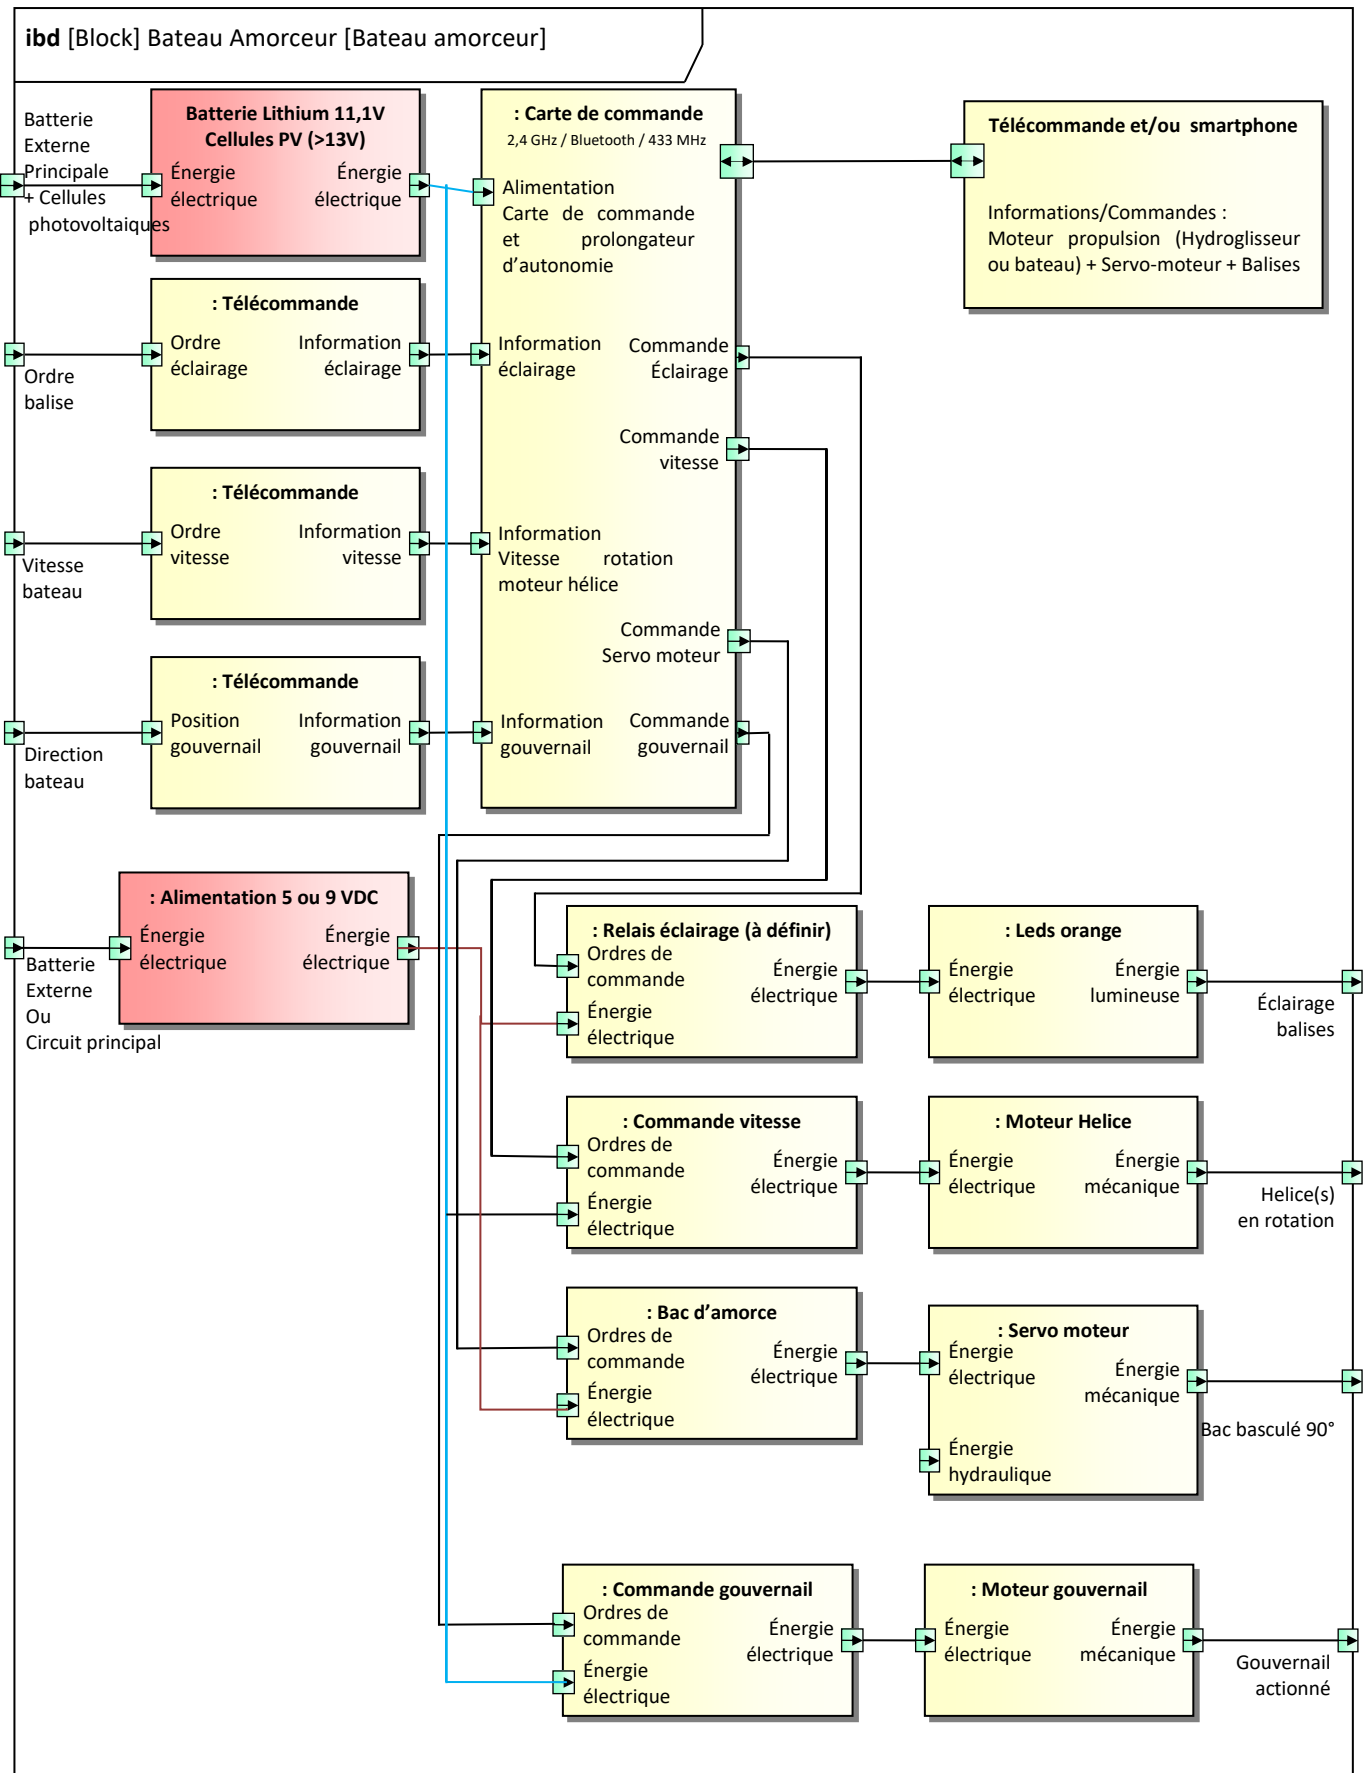 ibd [Block] Bateau Amorceur [Bateau amorceur]
Batterie
Externe
Principale
+ Cellules
photovoltaiques
Batterie Lithium 11,1V
Cellules PV (>13V)
Énergie
électrique
Énergie
électrique
: Carte de commande
2,4 GHz / Bluetooth / 433 MHz
Alimentation
Carte de commande
et prolongateur
d’autonomie
Télécommande et/ou smartphone
Informations/Commandes :
Moteur propulsion (Hydroglisseur
ou bateau) + Servo-moteur + Balises
: Télécommande
Ordre
éclairage
Information
éclairage
Ordre
balise
Information
éclairage
Commande
Éclairage
Commande
vitesse
: Télécommande
Ordre
vitesse
Information
vitesse
Vitesse
bateau
Information
Vitesse rotation
moteur hélice
Commande
Servo moteur
: Télécommande
Position
gouvernail
Information
gouvernail
Direction
bateau
Information
gouvernail
Commande
gouvernail
: Alimentation 5 ou 9 VDC
Énergie
électrique
Énergie
électrique
Batterie
Externe
Ou
Circuit principal
: Relais éclairage (à définir)
Ordres de
commande
Énergie
électrique
Énergie
électrique
: Leds orange
Énergie
électrique
Énergie
lumineuse
Éclairage
balises
: Commande vitesse
Ordres de
commande
Énergie
électrique
Énergie
électrique
: Moteur Helice
Énergie
électrique
Énergie
mécanique
Helice(s)
en rotation
: Bac d’amorce
Ordres de
commande
Énergie
électrique
Énergie
électrique
: Servo moteur
Énergie
électrique
Énergie
mécanique
Énergie
hydraulique
Bac basculé 90°
: Commande gouvernail
Ordres de
commande
Énergie
électrique
Énergie
électrique
: Moteur gouvernail
Énergie
électrique
Énergie
mécanique
Gouvernail
actionné